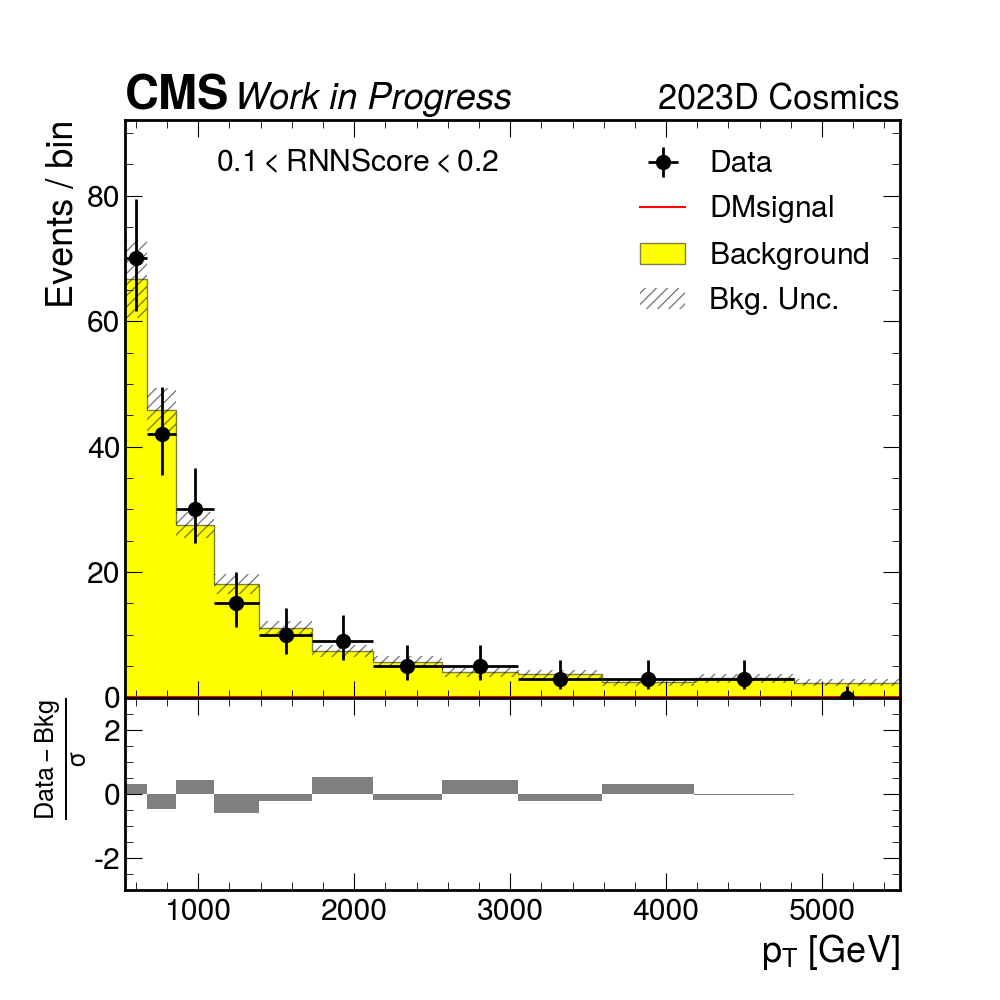 CMS Work in Progress 2023D Cosmics
Events / bin
0.1 < RNNScore < 0.2
Data
DMsignal
Background
Bkg. Unc.
80
60
40
20
0
Data – Bkg
σ
2
0
-2
1000 2000 3000 4000 5000
pT [GeV]